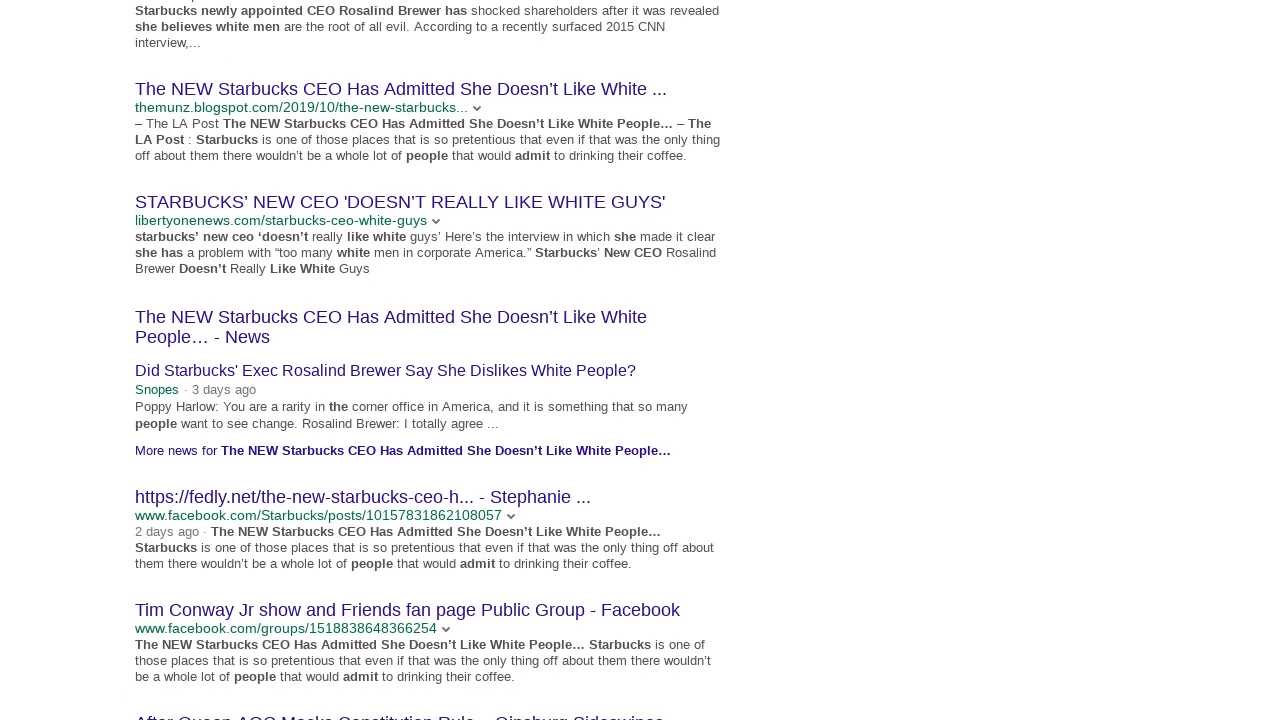 Starbucks newly appointed CEO Rosalind Brewer has shocked shareholders after it was revealed
she believes white men are the root of all evil. According to a recently surfaced 2015 CNN
interview,...
The NEW Starbucks CEO Has Admitted She Doesn’t Like White ...
themunz.blogspot.com/2019/10/the-new-starbucks...
– The LA Post The NEW Starbucks CEO Has Admitted She Doesn’t Like White People… – The
LA Post : Starbucks is one of those places that is so pretentious that even if that was the only thing
off about them there wouldn’t be a whole lot of people that would admit to drinking their coffee.
STARBUCKS’ NEW CEO 'DOESN’T REALLY LIKE WHITE GUYS'
libertyonenews.com/starbucks-ceo-white-guys
starbucks’ new ceo ‘doesn’t really like white guys’ Here’s the interview in which she made it clear
she has a problem with “too many white men in corporate America.” Starbucks’ New CEO Rosalind
Brewer Doesn’t Really Like White Guys
The NEW Starbucks CEO Has Admitted She Doesn’t Like White
People… - News
Did Starbucks' Exec Rosalind Brewer Say She Dislikes White People?
Snopes · 3 days ago
Poppy Harlow: You are a rarity in the corner office in America, and it is something that so many
people want to see change. Rosalind Brewer: I totally agree ...
More news for The NEW Starbucks CEO Has Admitted She Doesn’t Like White People…
https://fedly.net/the-new-starbucks-ceo-h... - Stephanie ...
www.facebook.com/Starbucks/posts/10157831862108057
2 days ago · The NEW Starbucks CEO Has Admitted She Doesn’t Like White People…
Starbucks is one of those places that is so pretentious that even if that was the only thing off about
them there wouldn’t be a whole lot of people that would admit to drinking their coffee.
Tim Conway Jr show and Friends fan page Public Group - Facebook
www.facebook.com/groups/1518838648366254
The NEW Starbucks CEO Has Admitted She Doesn’t Like White People… Starbucks is one of
those places that is so pretentious that even if that was the only thing off about them there wouldn’t
be a whole lot of people that would admit to drinking their coffee.
After Queen AOC Mocks Constitution Rule – Ginsburg Sideswipes